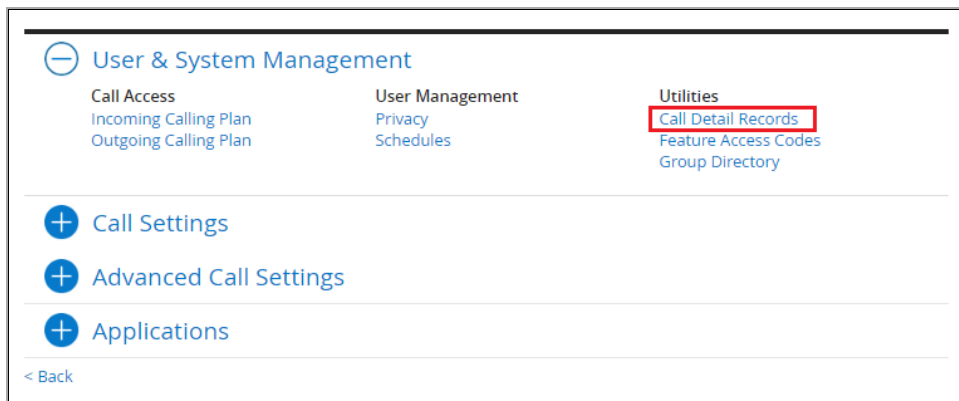 User & System Management
Call Access
Incoming Calling Plan
Outgoing Calling Plan
User Management
Privacy
Schedules
Utilities
Call Detail Records
Feature Access Codes
Group Directory
Call Settings
Advanced Call Settings
Applications
< Back